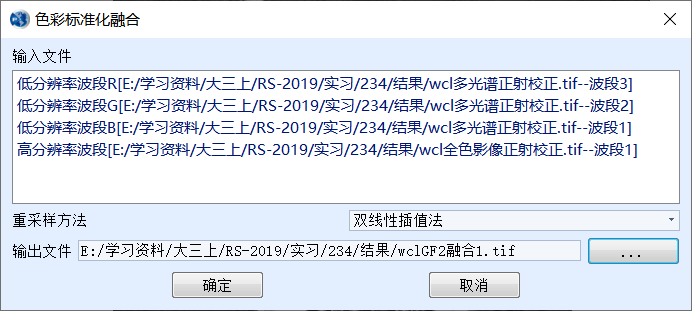 色彩标准化融合
输入文件
低分辨率波段R[E:/学习资料/大三上/RS-2019/实习/234/结果/wcl多光谱正射校正.tif--波段3]
低分辨率波段G[E:/学习资料/大三上/RS-2019/实习/234/结果/wcl多光谱正射校正.tif--波段2]
低分辨率波段B[E:/学习资料/大三上/RS-2019/实习/234/结果/wcl多光谱正射校正.tif--波段1]
高分辨率波段[E:/学习资料/大三上/RS-2019/实习/234/结果/wcl全色影像正射校正.tif--波段1]
重采样方法 双线性插值法
输出文件 E:/学习资料/大三上/RS-2019/实习/234/结果/wclGF2融合1.tif ...
确定 取消